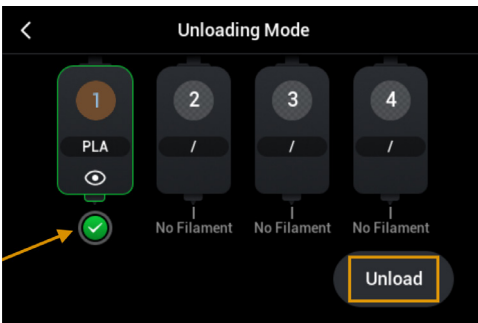 Unloading Mode
1
2
3
4
PLA
/
/
/
No Filament
No Filament
No Filament
Unload